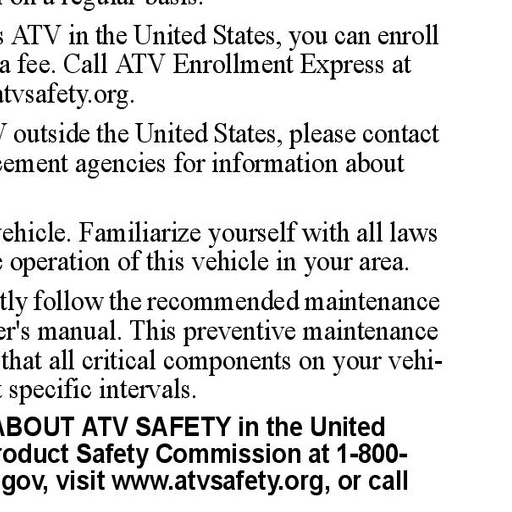 on a regular basis.
ATV in the United States, you can enroll
a fee. Call ATV Enrollment Express at
atvsafety.org.
outside the United States, please contact
agencies for information about
vehicle. Familiarize yourself with all laws
operation of this vehicle in your area.
follow the recommended maintenance
manual. This preventive maintenance
that all critical components on your vehi-
specific intervals.
ABOUT ATV SAFETY in the United
Product Safety Commission at 1-800-
gov, visit www.atvsafety.org, or call